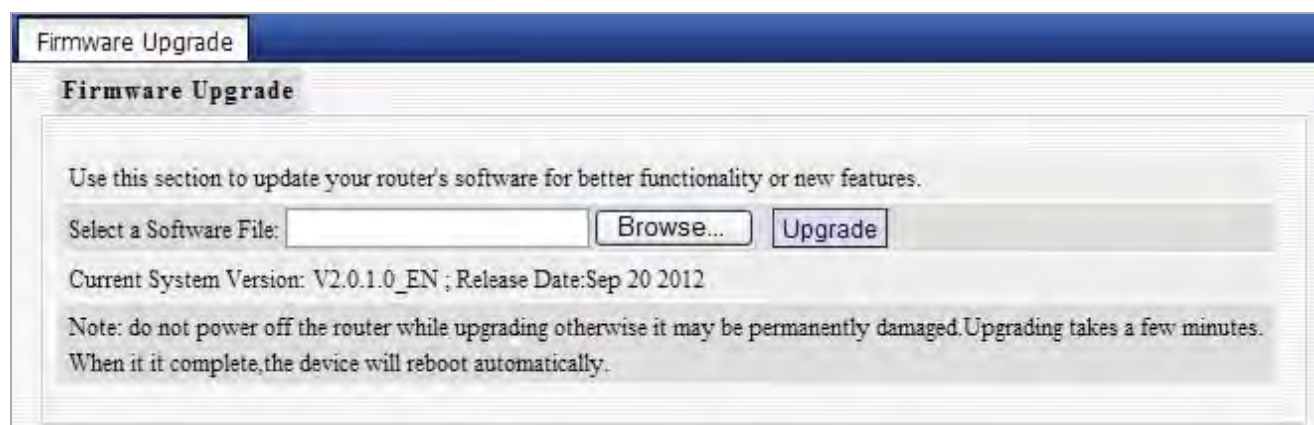 Firmware Upgrade
Firmware Upgrade
Use this section to update your router's software for better functionality or new features.
Select a Software File: Browse... Upgrade
Current System Version: V2.0.1.0_EN ; Release Date:Sep 20 2012
Note: do not power off the router while upgrading otherwise it may be permanently damaged.Upgrading takes a few minutes.
When it it complete,the device will reboot automatically.